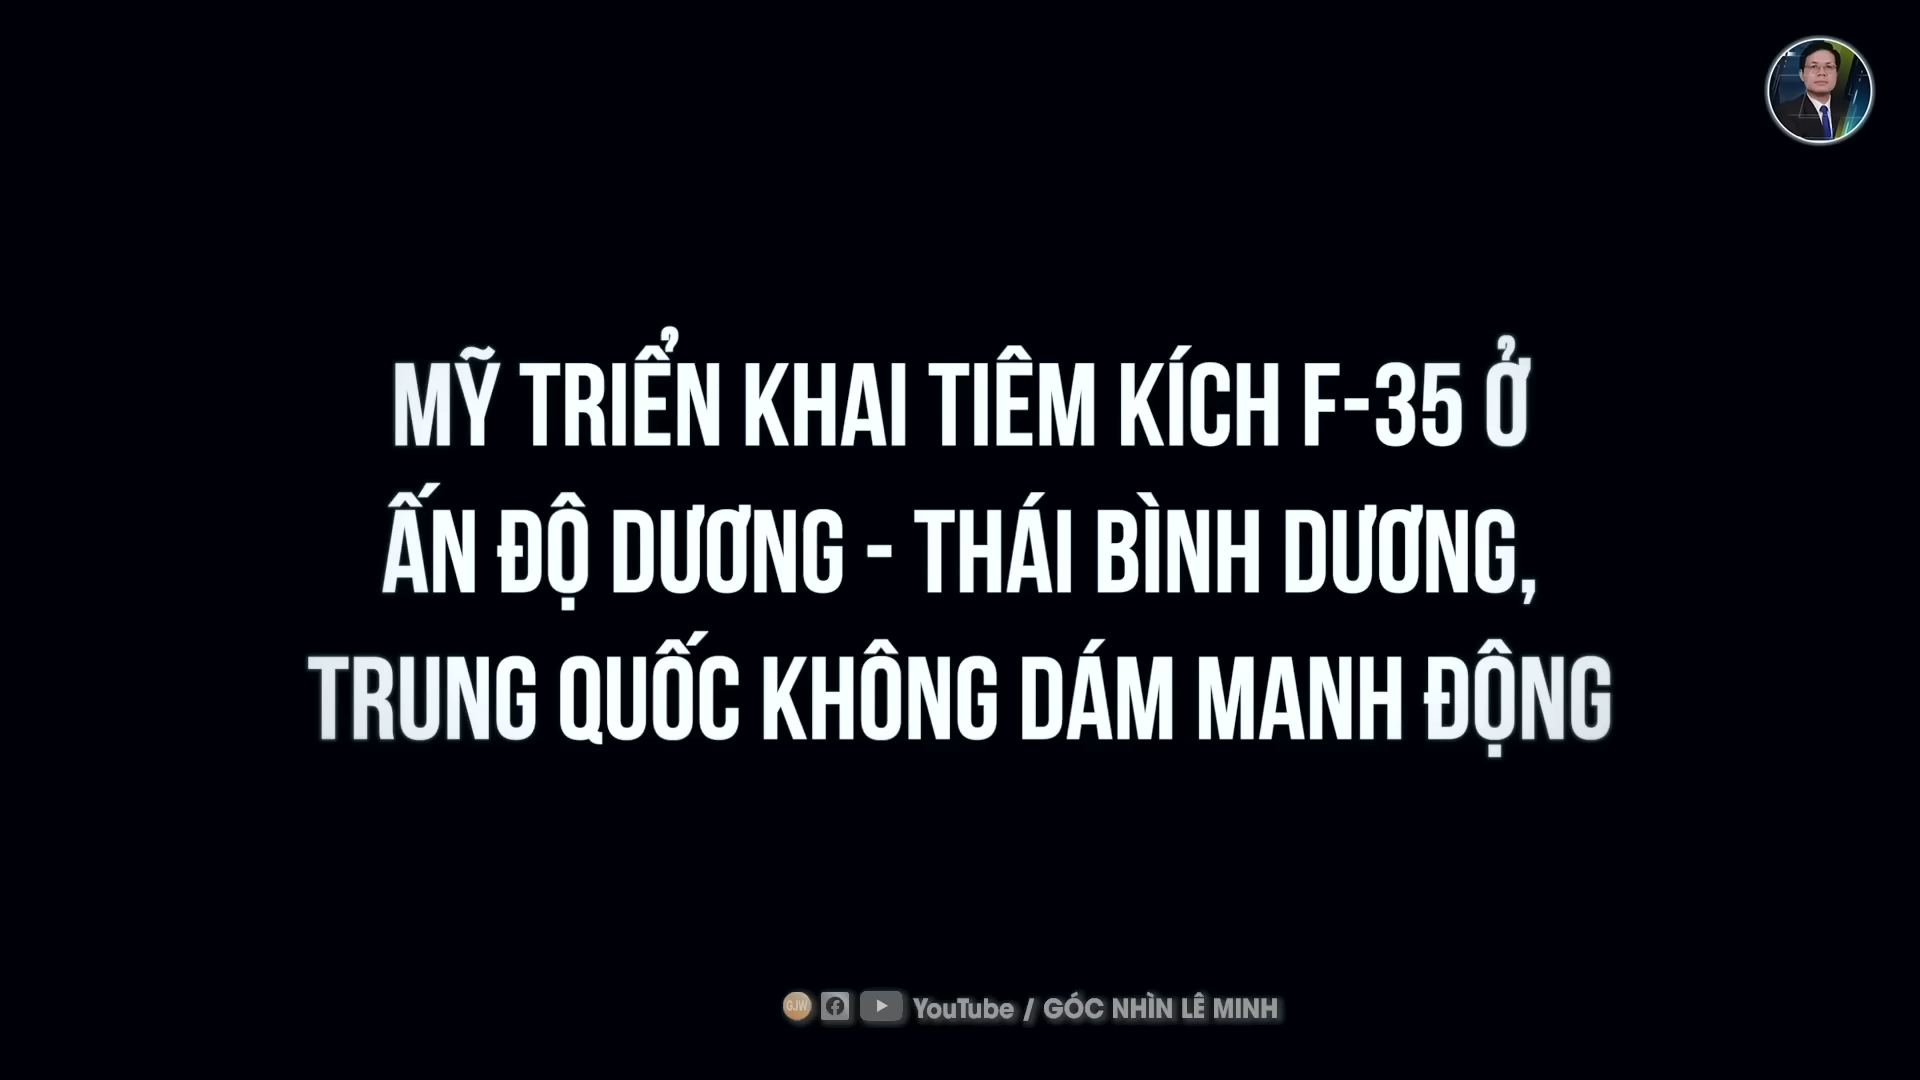 MỸ TRIỂN KHAI TIÊM KÍCH F-35 Ở
ẤN ĐỘ DƯƠNG - THÁI BÌNH DƯƠNG,
TRUNG QUỐC KHÔNG DÁM MANH ĐỘNG
GJW YouTube / GÓC NHÌN LÊ MINH